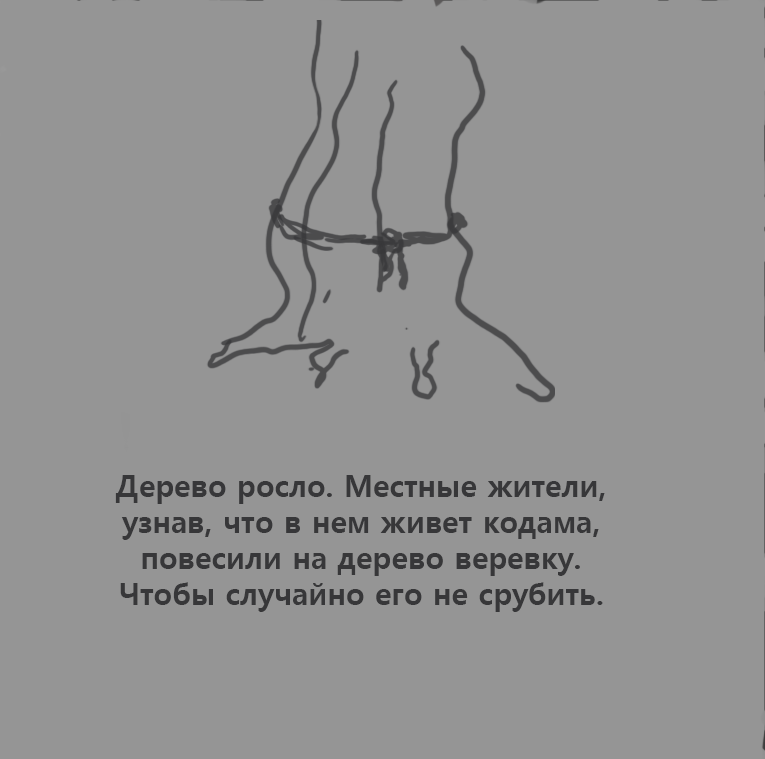 Дерево росло. Местные жители,
узнав, что в нем живет кодама,
повесили на дерево веревку.
Чтобы случайно его не срубить.